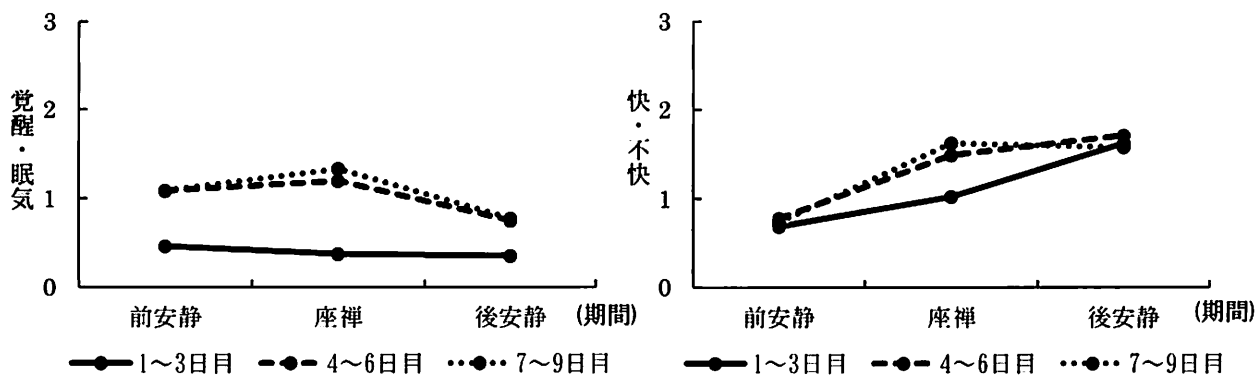 覚醒・眠気
3
2
1
0
前安静 座禅 後安静 (期間)
1～3日目 4～6日目 7～9日目
快・不快
3
2
1
0
前安静 座禅 後安静 (期間)
1～3日目 4～6日目 7～9日目